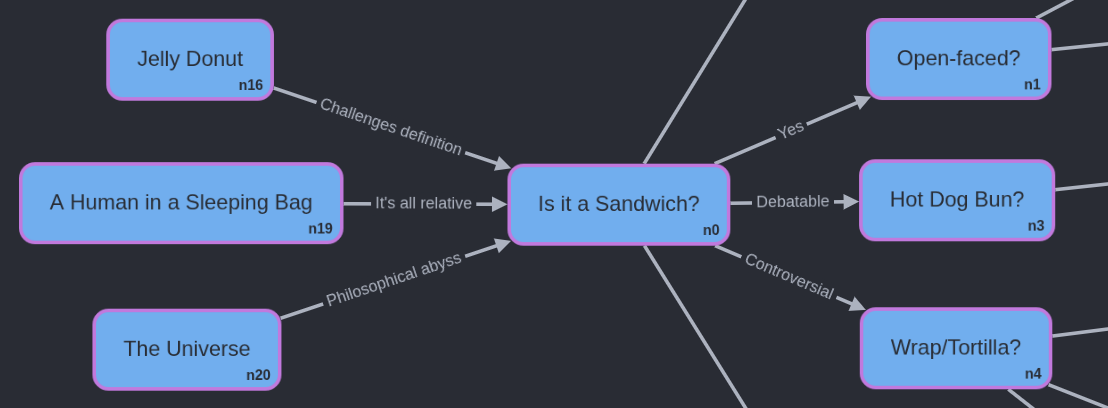 Jelly Donut
n16
Challenges definition
A Human in a Sleeping Bag
n19
It's all relative
The Universe
n20
Philosophical abyss
Is it a Sandwich?
n0
Yes
Open-faced?
n1
Debatable
Hot Dog Bun?
n3
Controversial
Wrap/Tortilla?
n4